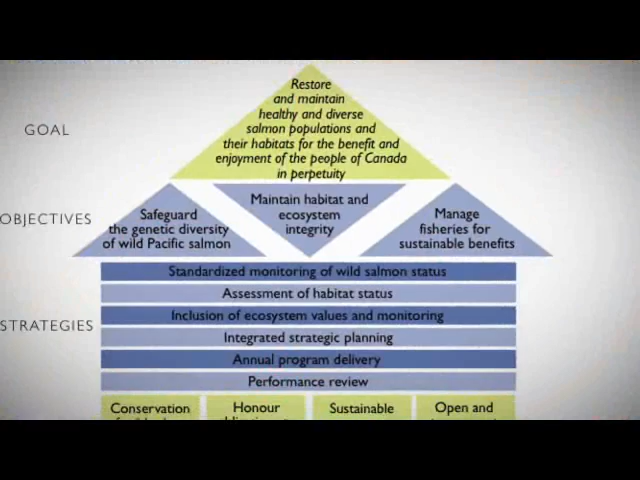 Restore
and maintain
healthy and diverse
GOAL
salmon populations and
their habitats for the benefit and
enjoyment of the people of Canada
in perpetuity
OBJECTIVES
Safeguard
the genetic diversity
of wild Pacific salmon
Maintain habitat and
ecosystem
integrity
Manage
fisheries for
sustainable benefits
STRATEGIES
Standardized monitoring of wild salmon status
Assessment of habitat status
Inclusion of ecosystem values and monitoring
Integrated strategic planning
Annual program delivery
Performance review
Conservation
Honour
Sustainable
Open and